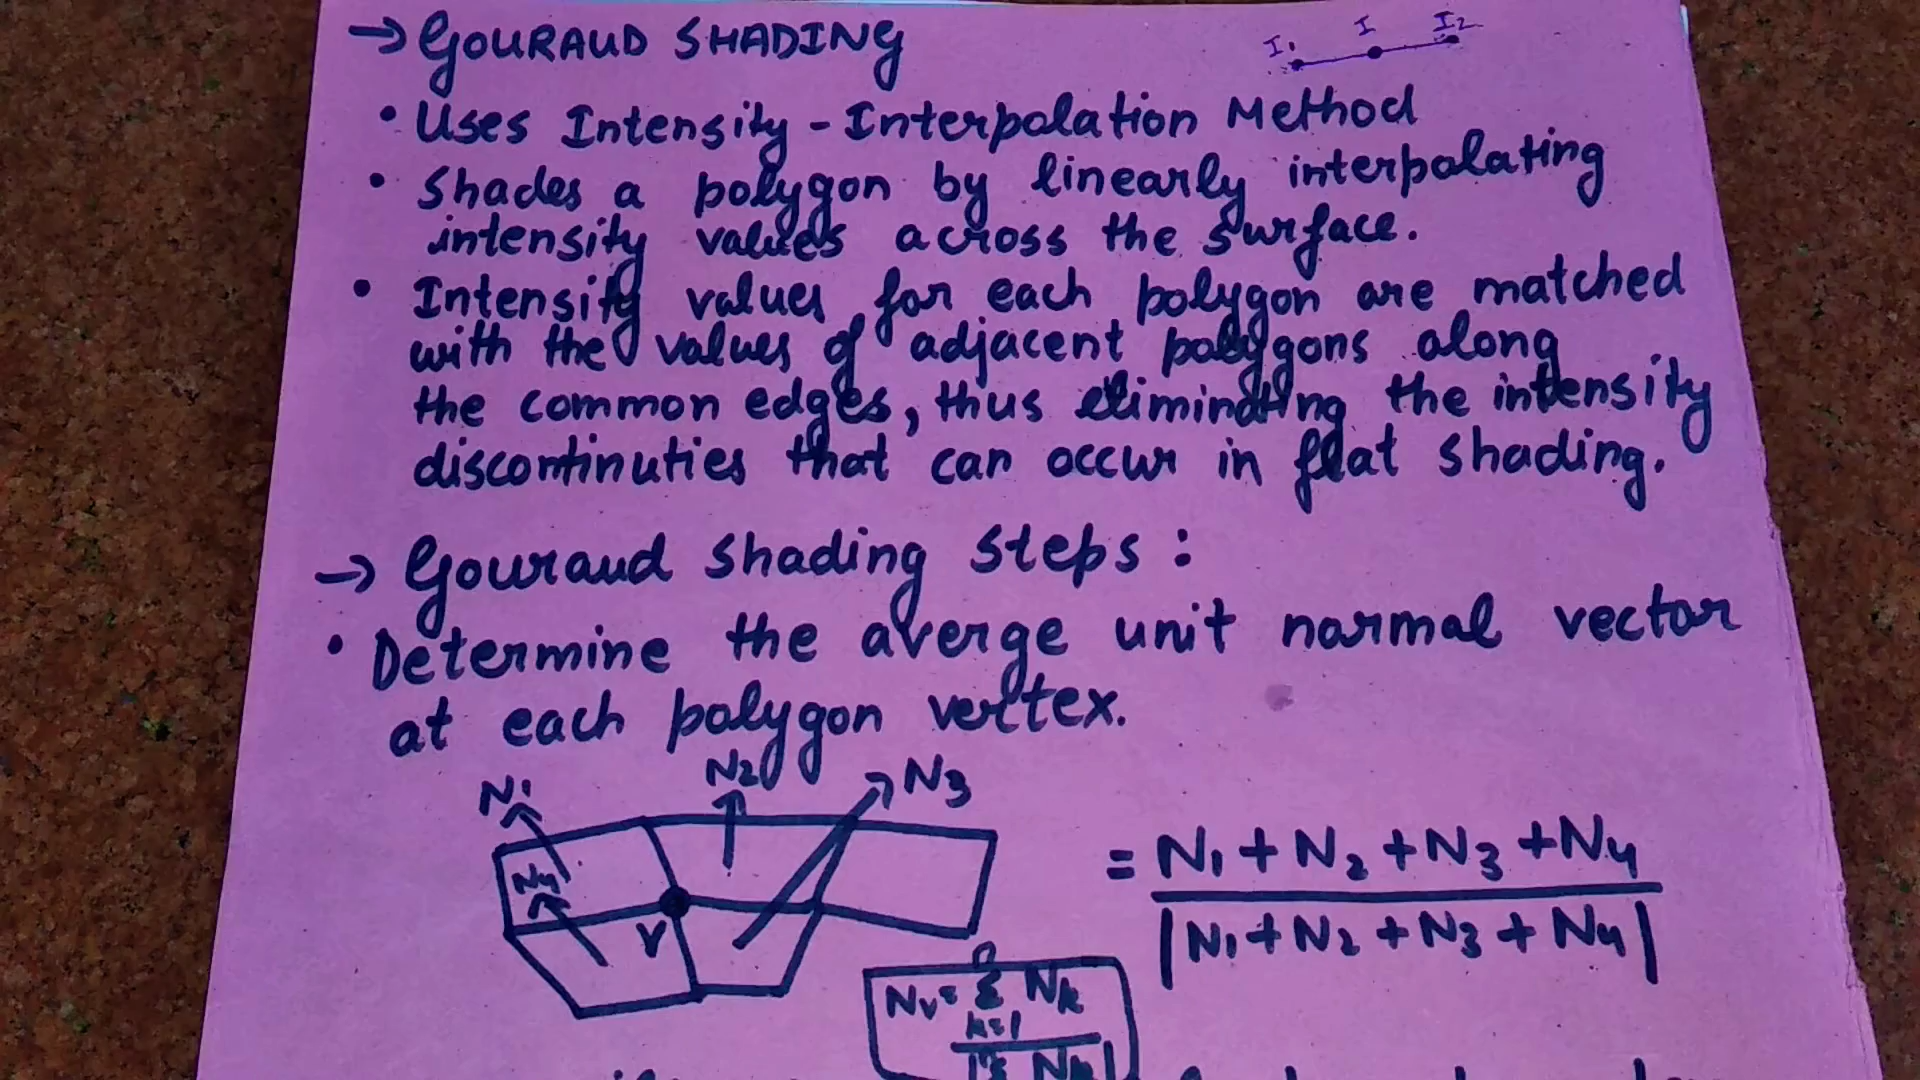 → GOURAUD SHADING
I1 I I2
• Uses Intensity - Interpolation Method
• Shades a polygon by linearly interpolating
intensity values across the surface.
• Intensity values for each polygon are matched
with the values of adjacent polygons along
the common edges, thus eliminating the intensity
discontinuties that can occur in flat shading.
→ Gouraud Shading Steps :
• Determine the averge unit normal vector
at each polygon vertex.
N1 N2 N3
N4
V
= N1 + N2 + N3 + N4
|N1 + N2 + N3 + N4|
n
Nv = Σ Nk
k=1